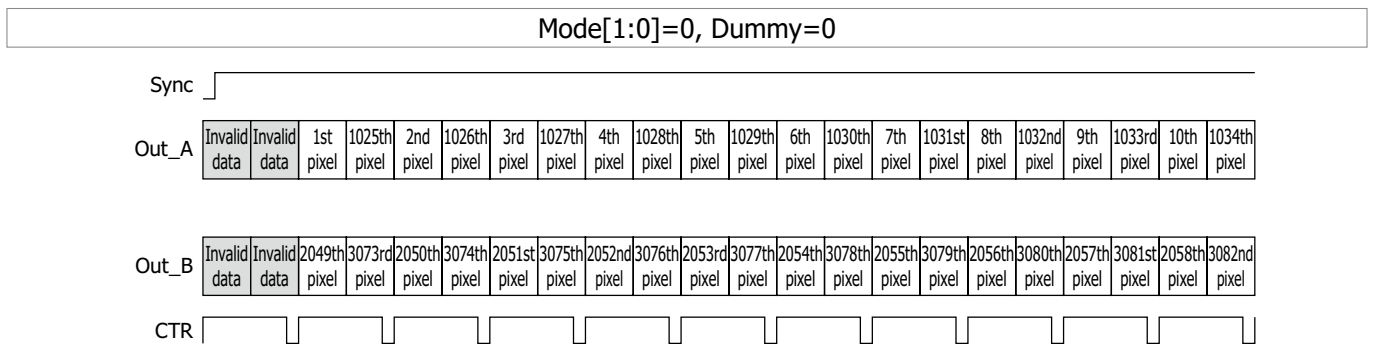 Mode[1:0]=0, Dummy=0
Sync
Out_A
Invalid data Invalid data 1st pixel 1025th pixel 2nd pixel 1026th pixel 3rd pixel 1027th pixel 4th pixel 1028th pixel 5th pixel 1029th pixel 6th pixel 1030th pixel 7th pixel 1031st pixel 8th pixel 1032nd pixel 9th pixel 1033rd pixel 10th pixel 1034th pixel
Out_B
Invalid data Invalid data 2049th pixel 3073rd pixel 2050th pixel 3074th pixel 2051st pixel 3075th pixel 2052nd pixel 3076th pixel 2053rd pixel 3077th pixel 2054th pixel 3078th pixel 2055th pixel 3079th pixel 2056th pixel 3080th pixel 2057th pixel 3081st pixel 2058th pixel 3082nd pixel
CTR